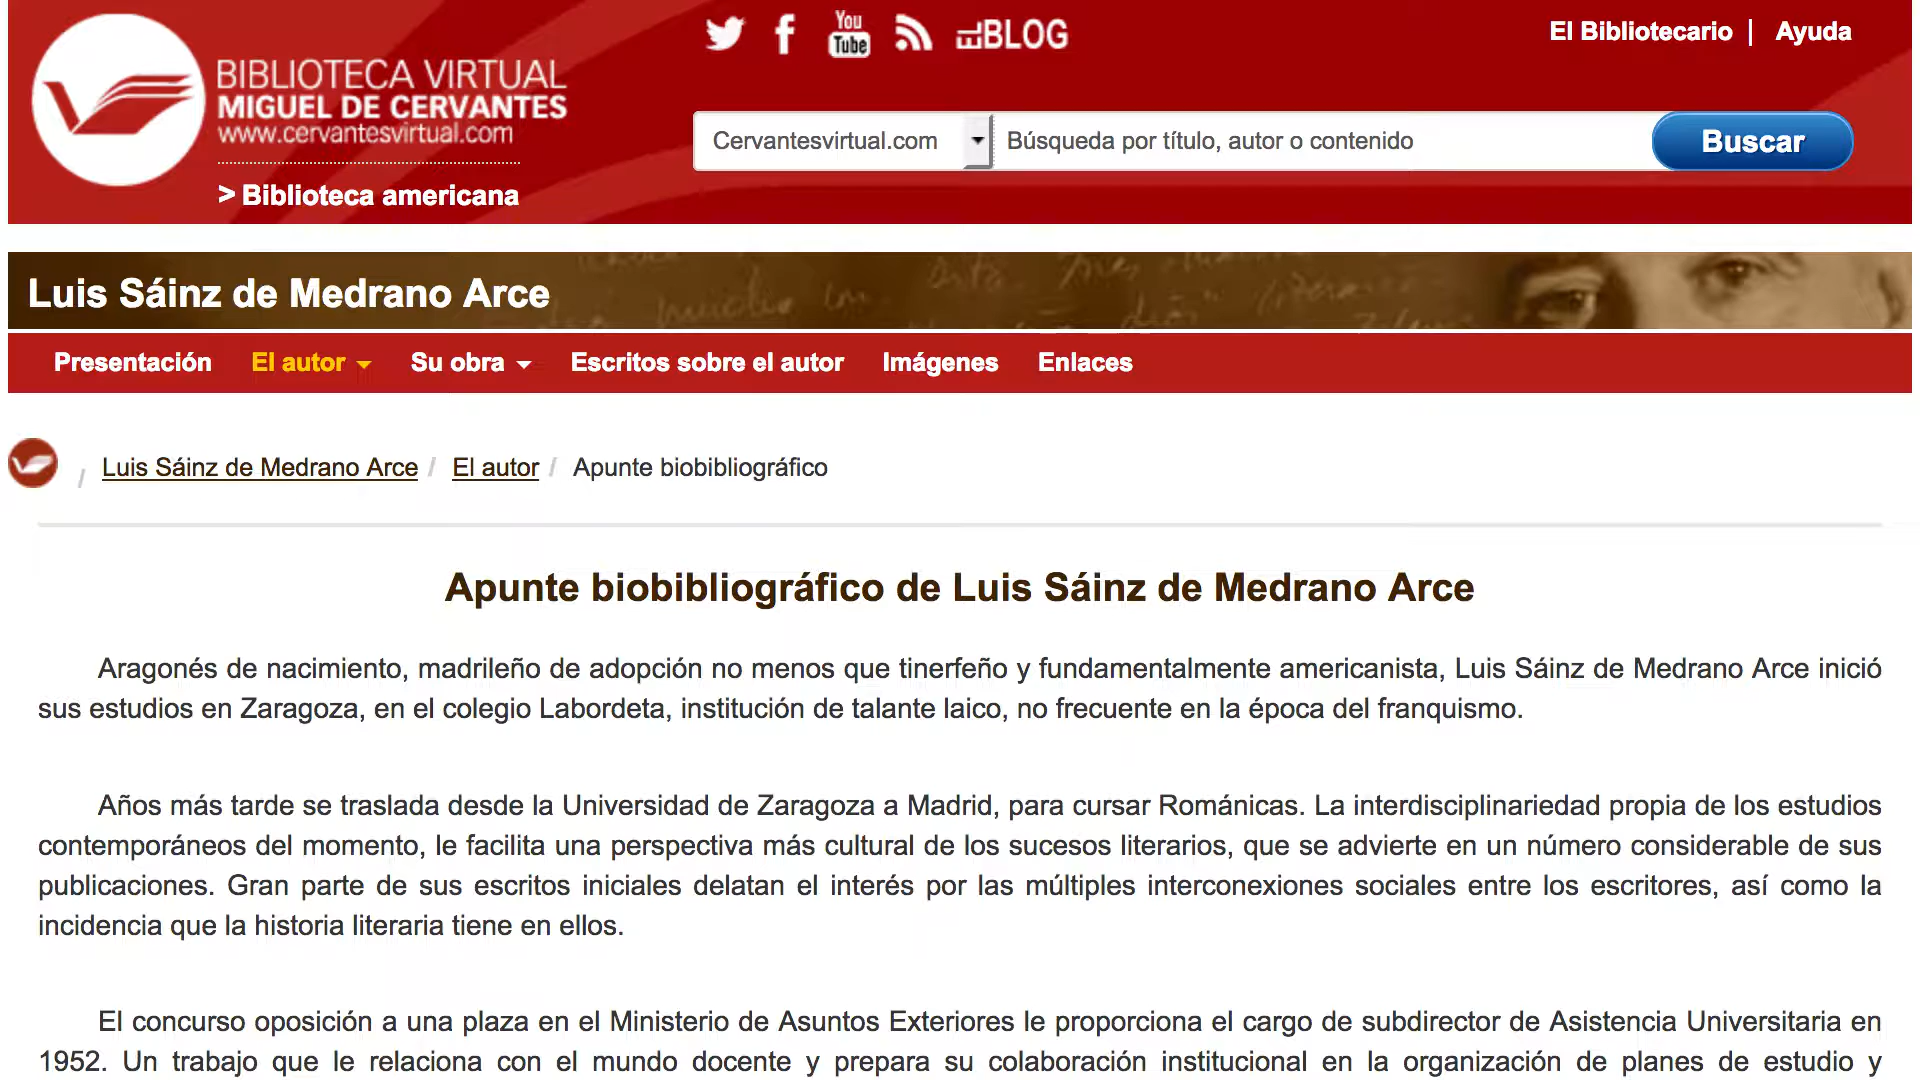 You
Tube
BLOG
El Bibliotecario | Ayuda
BIBLIOTECA VIRTUAL
MIGUEL DE CERVANTES
www.cervantesvirtual.com
> Biblioteca americana
Cervantesvirtual.com
Búsqueda por título, autor o contenido
Buscar
Luis Sáinz de Medrano Arce
Presentación El autor Su obra Escritos sobre el autor Imágenes Enlaces
/ Luis Sáinz de Medrano Arce / El autor / Apunte biobibliográfico
Apunte biobibliográfico de Luis Sáinz de Medrano Arce
Aragonés de nacimiento, madrileño de adopción no menos que tinerfeño y fundamentalmente americanista, Luis Sáinz de Medrano Arce inició
sus estudios en Zaragoza, en el colegio Labordeta, institución de talante laico, no frecuente en la época del franquismo.
Años más tarde se traslada desde la Universidad de Zaragoza a Madrid, para cursar Románicas. La interdisciplinariedad propia de los estudios
contemporáneos del momento, le facilita una perspectiva más cultural de los sucesos literarios, que se advierte en un número considerable de sus
publicaciones. Gran parte de sus escritos iniciales delatan el interés por las múltiples interconexiones sociales entre los escritores, así como la
incidencia que la historia literaria tiene en ellos.
El concurso oposición a una plaza en el Ministerio de Asuntos Exteriores le proporciona el cargo de subdirector de Asistencia Universitaria en
1952. Un trabajo que le relaciona con el mundo docente y prepara su colaboración institucional en la organización de planes de estudio y